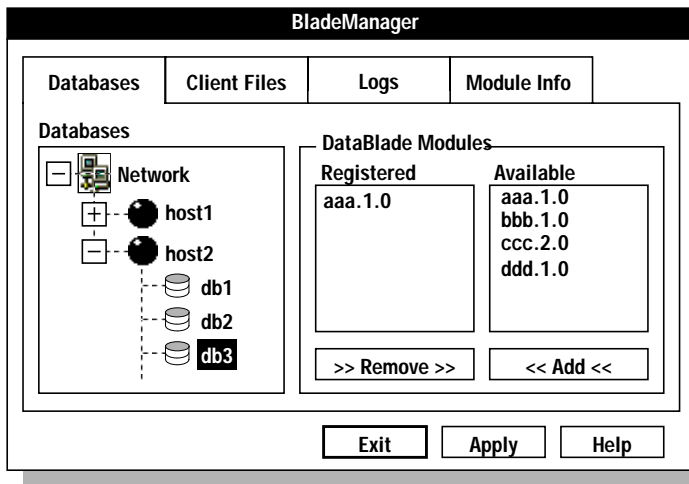 BladeManager
Databases Client Files Logs Module Info
Databases
Network
host1
host2
db1
db2
db3
DataBlade Modules
Registered
aaa.1.0
Available
aaa.1.0
bbb.1.0
ccc.2.0
ddd.1.0
>> Remove >> << Add <<
Exit Apply Help